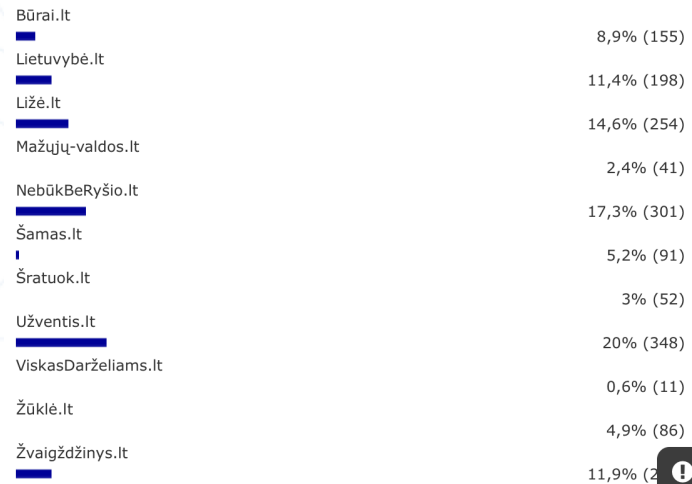 Būrai.lt
8,9% (155)
Lietuvybė.lt
11,4% (198)
Ližė.lt
14,6% (254)
Mažųjų-valdos.lt
2,4% (41)
NebūkBeRyšio.lt
17,3% (301)
Šamas.lt
5,2% (91)
Šratuok.lt
3% (52)
Užventis.lt
20% (348)
ViskasDarželiams.lt
0,6% (11)
Žūklė.lt
4,9% (86)
Žvaigždžinys.lt
11,9%